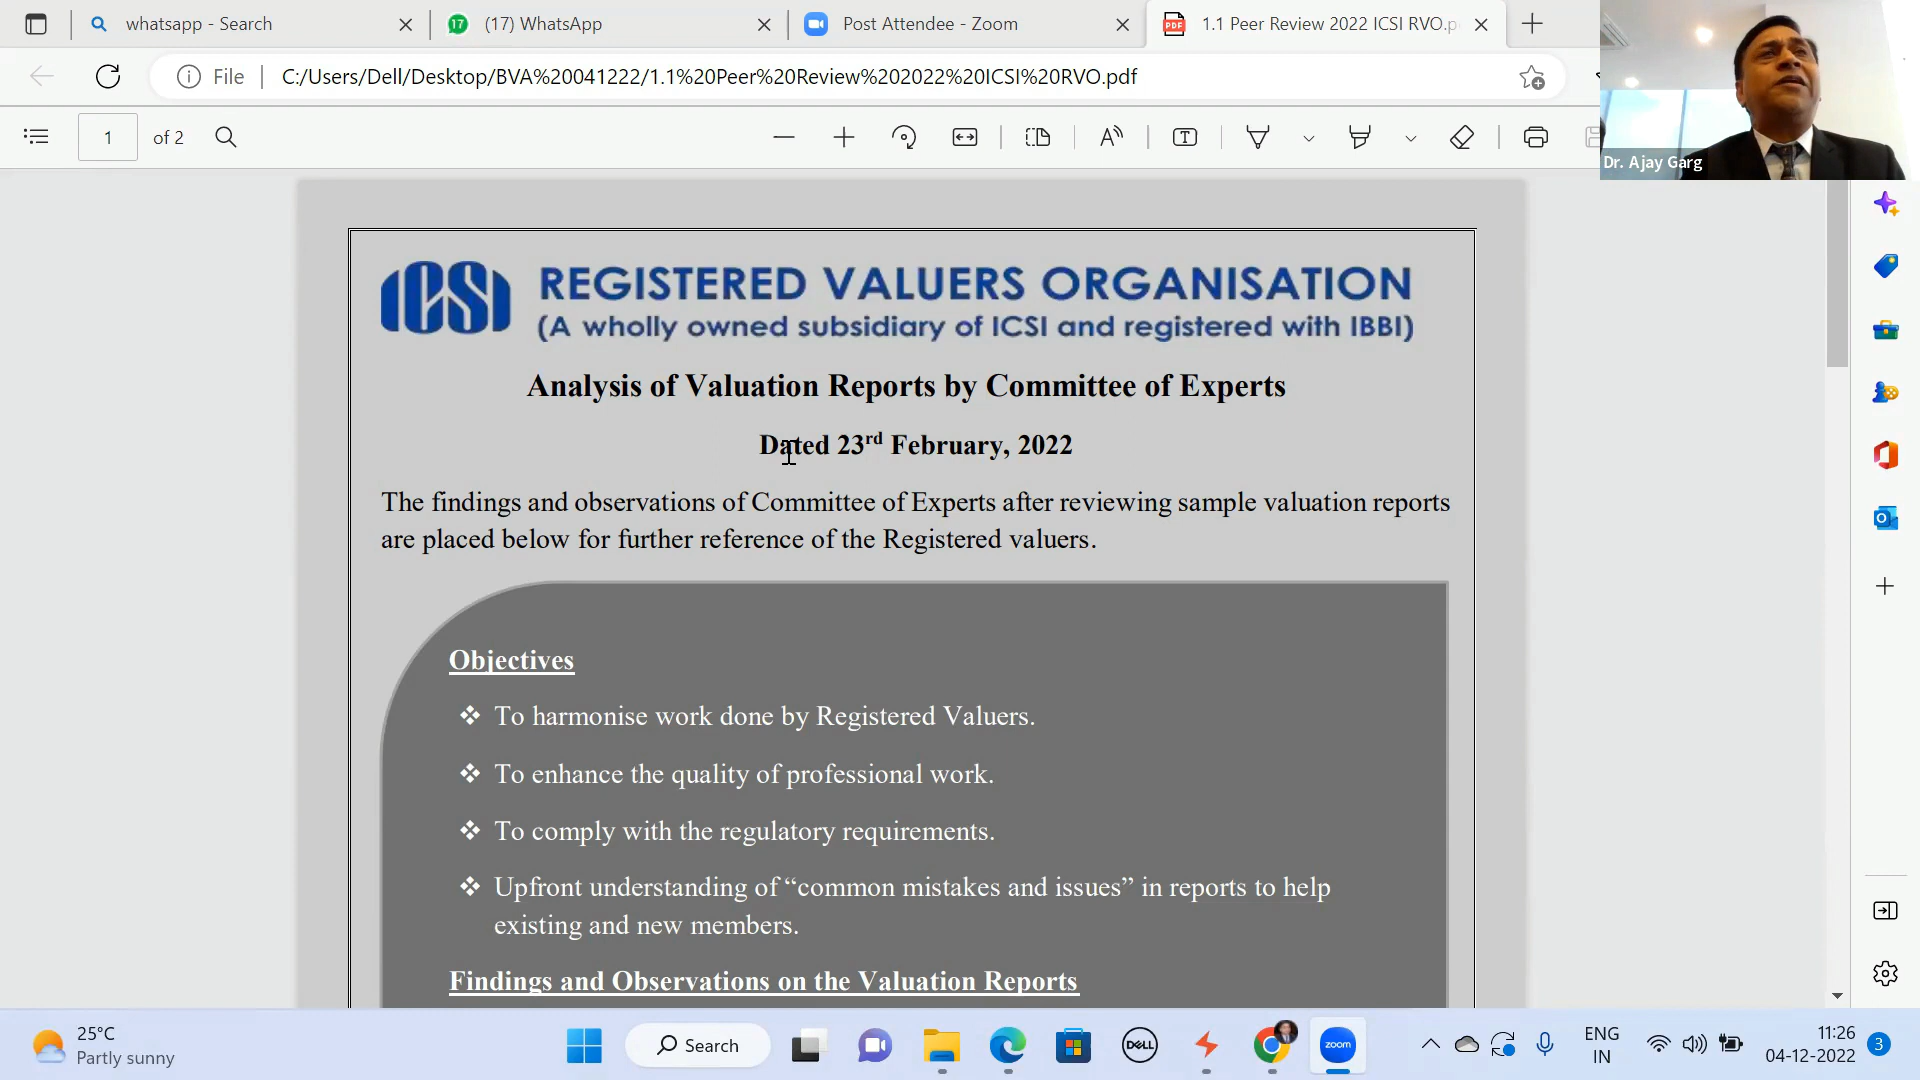 whatsapp - Search
17
(17) WhatsApp
Post Attendee - Zoom
PDF
1.1 Peer Review 2022 ICSI RVO.p
File
C:/Users/Dell/Desktop/BVA%20041222/1.1%20Peer%20Review%202022%20ICSI%20RVO.pdf
1
of 2
Dr. Ajay Garg
ICSI
REGISTERED VALUERS ORGANISATION
(A wholly owned subsidiary of ICSI and registered with IBBI)
Analysis of Valuation Reports by Committee of Experts
Dated 23rd February, 2022
The findings and observations of Committee of Experts after reviewing sample valuation reports
are placed below for further reference of the Registered valuers.
Objectives
❖ To harmonise work done by Registered Valuers.
❖ To enhance the quality of professional work.
❖ To comply with the regulatory requirements.
❖ Upfront understanding of “common mistakes and issues” in reports to help
existing and new members.
Findings and Observations on the Valuation Reports
25°C
Partly sunny
Search
DELL
zoom
ENG
IN
11:26
04-12-2022
3